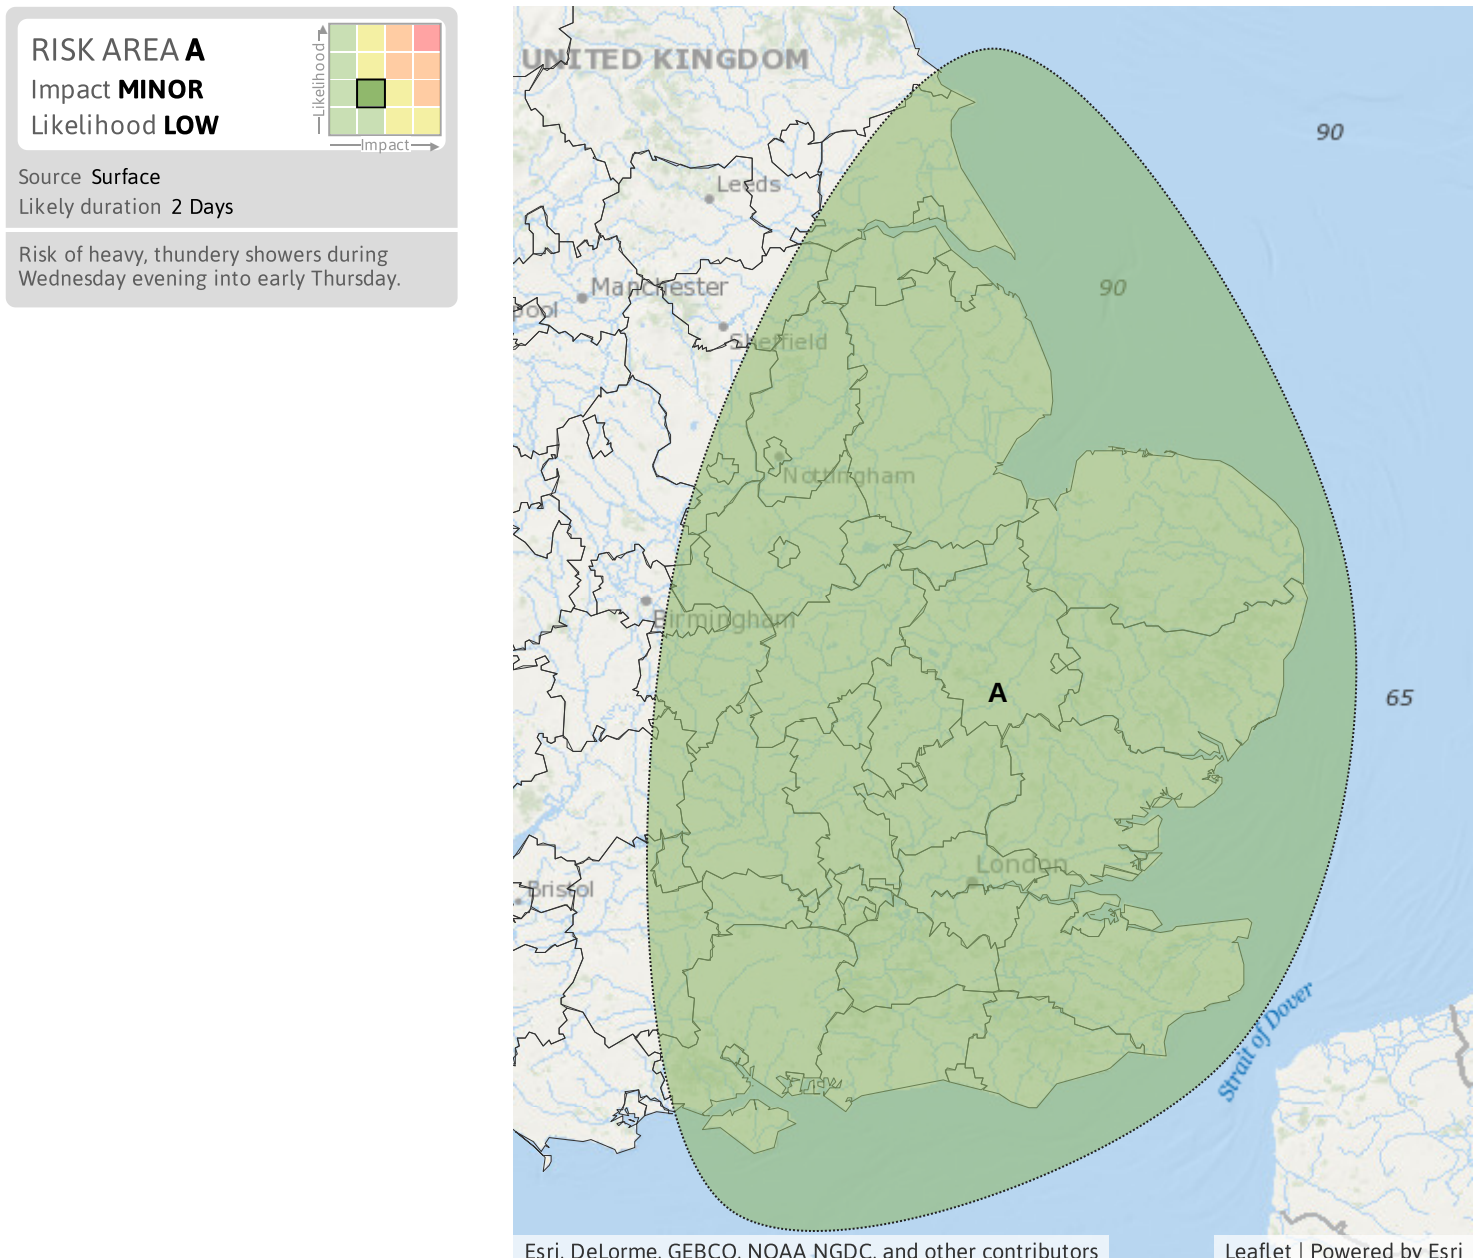 RISK AREA A
Impact MINOR
Likelihood LOW
Likelihood
Impact
Source Surface
Likely duration 2 Days
Risk of heavy, thundery showers during
Wednesday evening into early Thursday.
UNITED KINGDOM
90
Leeds
Manchester
90
pool
Sheffield
Nottingham
Birmingham
A
65
London
Bristol
Strait of Dover
Esri, DeLorme, GEBCO, NOAA NGDC, and other contributors
Leaflet | Powered by Esri